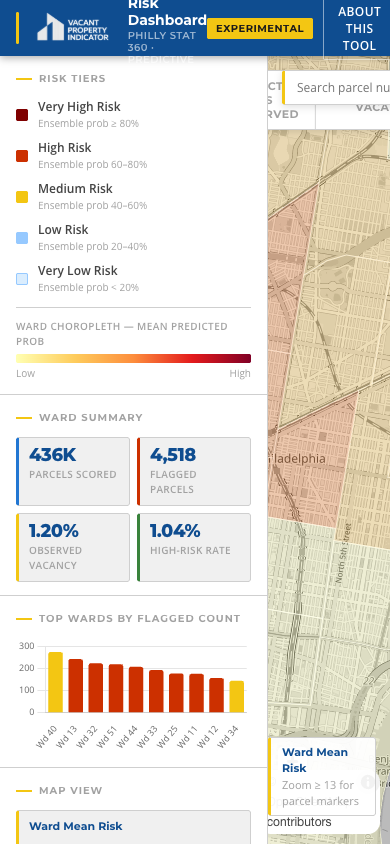 Risk
Dashboard
PHILLY STAT
360 ·
PREDICTIVE
VACANT
PROPERTY
INDICATOR
EXPERIMENTAL
ABOUT
THIS
TOOL
RISK TIERS
Very High Risk
Ensemble prob ≥ 80%
High Risk
Ensemble prob 60–80%
Medium Risk
Ensemble prob 40–60%
Low Risk
Ensemble prob 20–40%
Very Low Risk
Ensemble prob < 20%
WARD CHOROPLETH — MEAN PREDICTED
PROB
Low High
WARD SUMMARY
436K
PARCELS SCORED
4,518
FLAGGED
PARCELS
1.20%
OBSERVED
VACANCY
1.04%
HIGH-RISK RATE
TOP WARDS BY FLAGGED COUNT
300
200
100
0
Wd 40
Wd 13
Wd 32
Wd 51
Wd 44
Wd 33
Wd 25
Wd 11
Wd 12
Wd 34
MAP VIEW
Ward Mean Risk
Search parcel nu
CT
S
RVED
VACA
ladelphia
North 5th Street
Ward Mean
Risk
Zoom ≥ 13 for
parcel markers
contributors